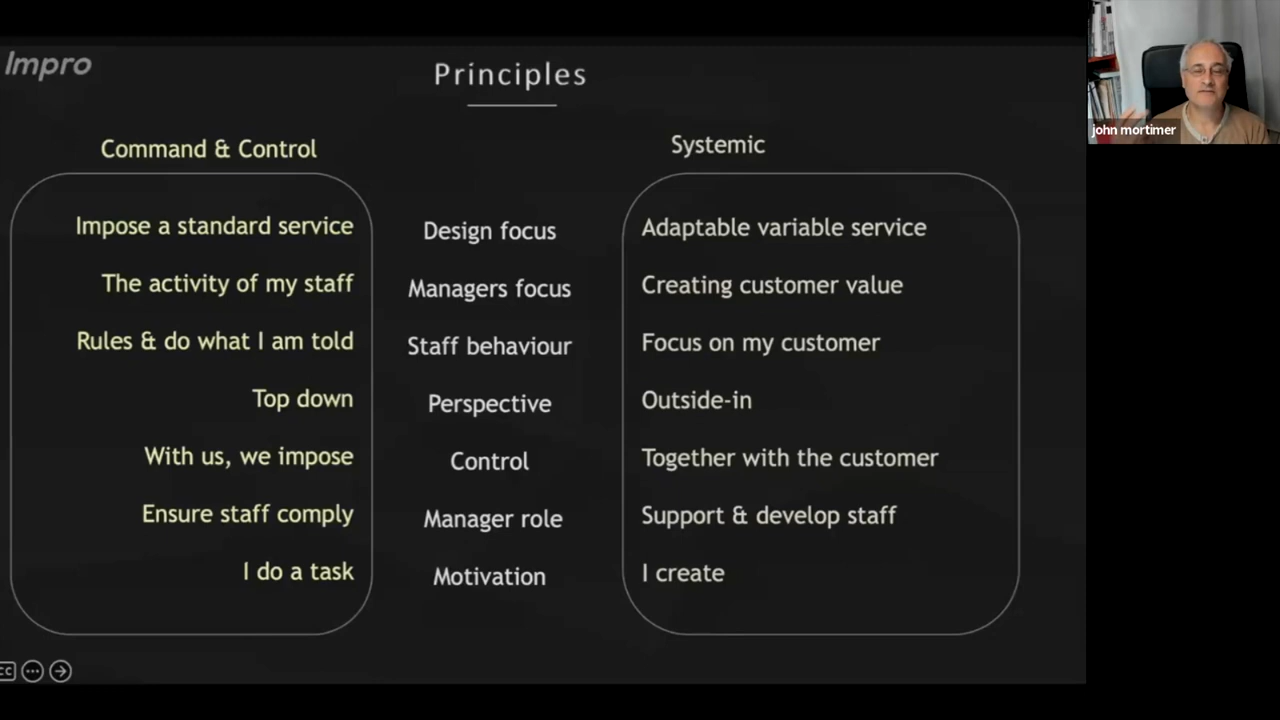 Impro
Principles
Command & Control
Systemic
Impose a standard service
Design focus
Adaptable variable service
The activity of my staff
Managers focus
Creating customer value
Rules & do what I am told
Staff behaviour
Focus on my customer
Top down
Perspective
Outside-in
With us, we impose
Control
Together with the customer
Ensure staff comply
Manager role
Support & develop staff
I do a task
Motivation
I create
CC
john mortimer